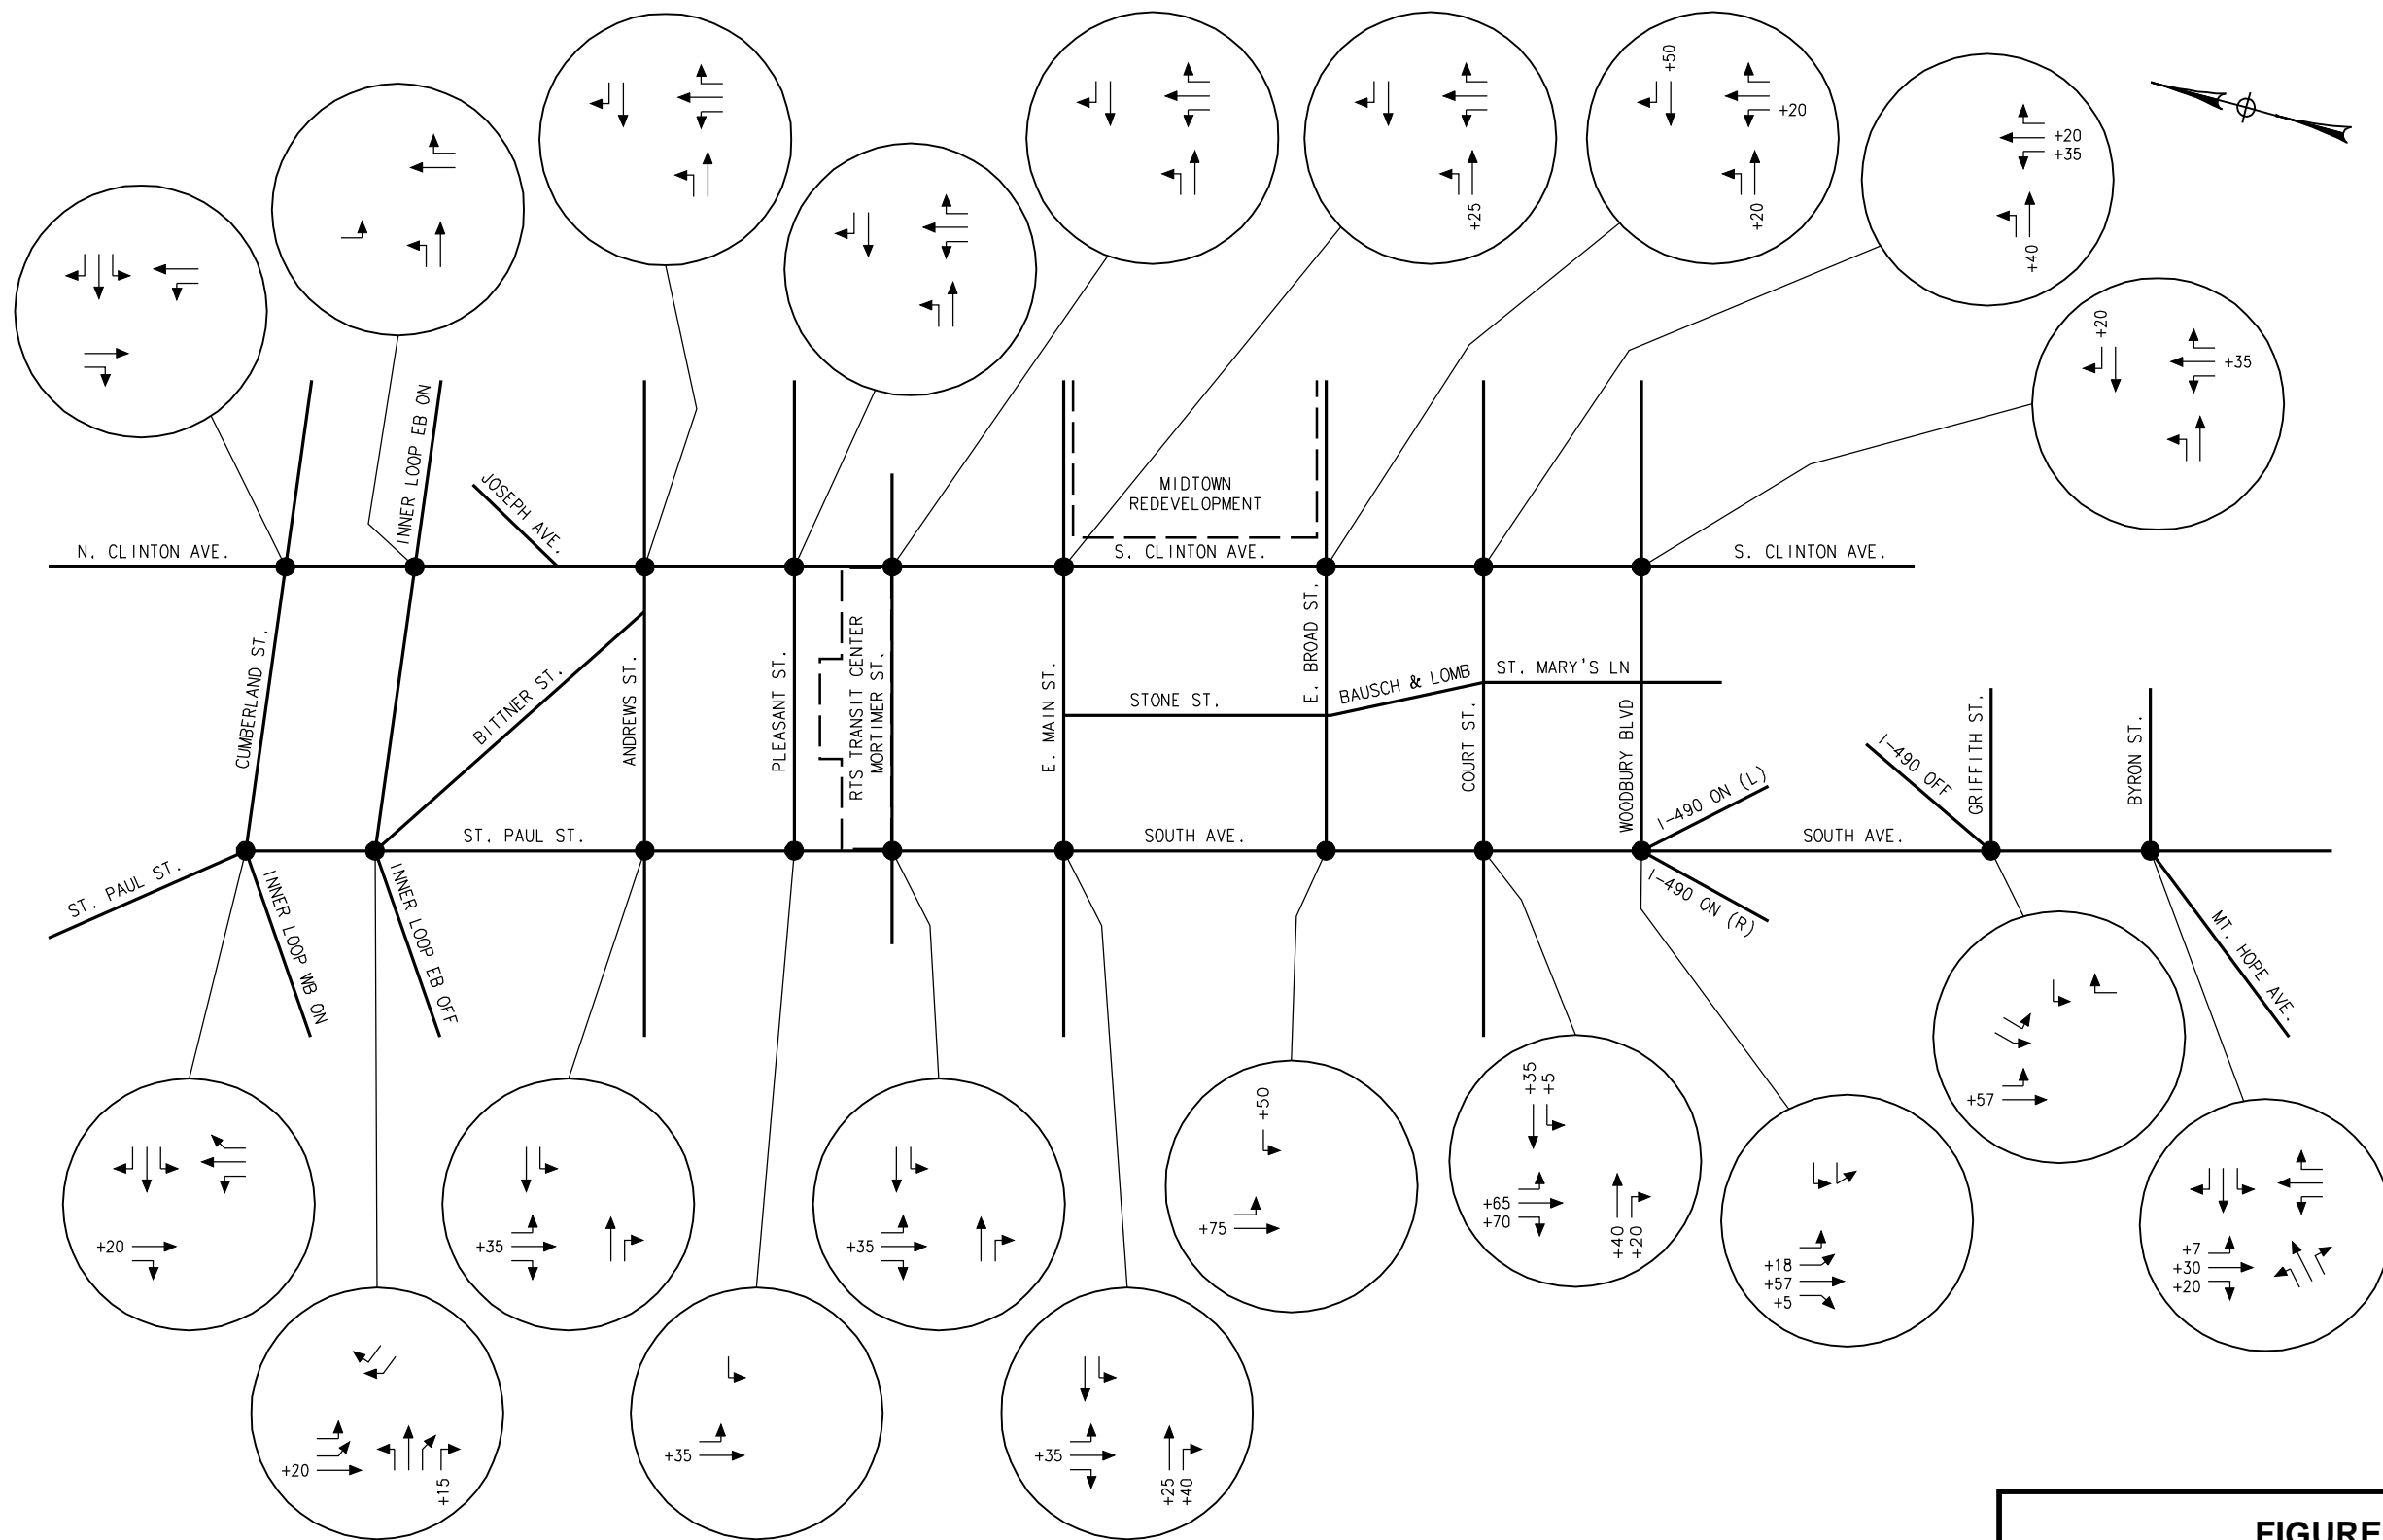 +50
+20
+20
+25
+20
+35
+40
+20
+35
INNER LOOP EB ON
JOSEPH AVE.
MIDTOWN
REDEVELOPMENT
N. CLINTON AVE.
S. CLINTON AVE.
S. CLINTON AVE.
CUMBERLAND ST.
BITTNER ST.
ANDREWS ST.
PLEASANT ST.
RTS TRANSIT CENTER
MORTIMER ST.
E. MAIN ST.
STONE ST.
E. BROAD ST.
BAUSCH & LOMB
ST. MARY'S LN
COURT ST.
WOODBURY BLVD
I-490 ON (L)
I-490 OFF
GRIFFITH ST.
BYRON ST.
ST. PAUL ST.
ST. PAUL ST.
SOUTH AVE.
SOUTH AVE.
INNER LOOP WB ON
INNER LOOP EB OFF
I-490 ON (R)
MT. HOPE AVE.
+20
+35
+35
+50
+75
+35
+5
+65
+70
+40
+20
+18
+57
+5
+57
+7
+30
+20
+20
+15
+35
+35
+25
+40
FIGURE